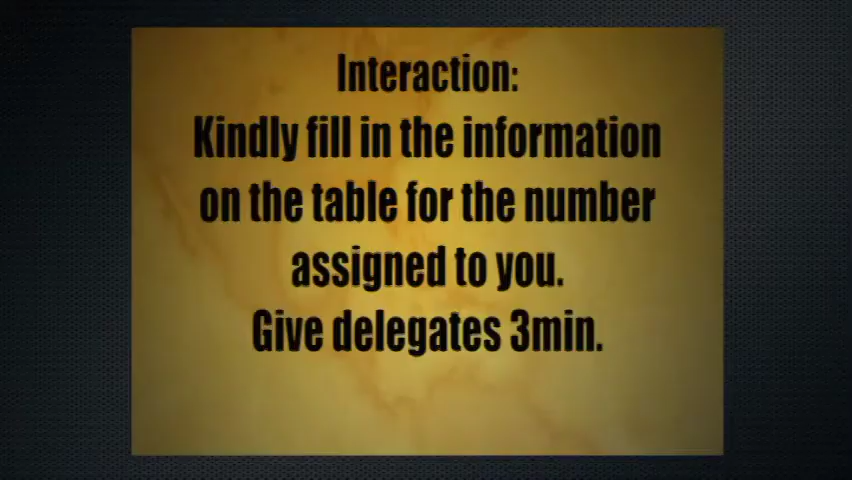 Interaction:
Kindly fill in the information
on the table for the number
assigned to you.
Give delegates 3min.